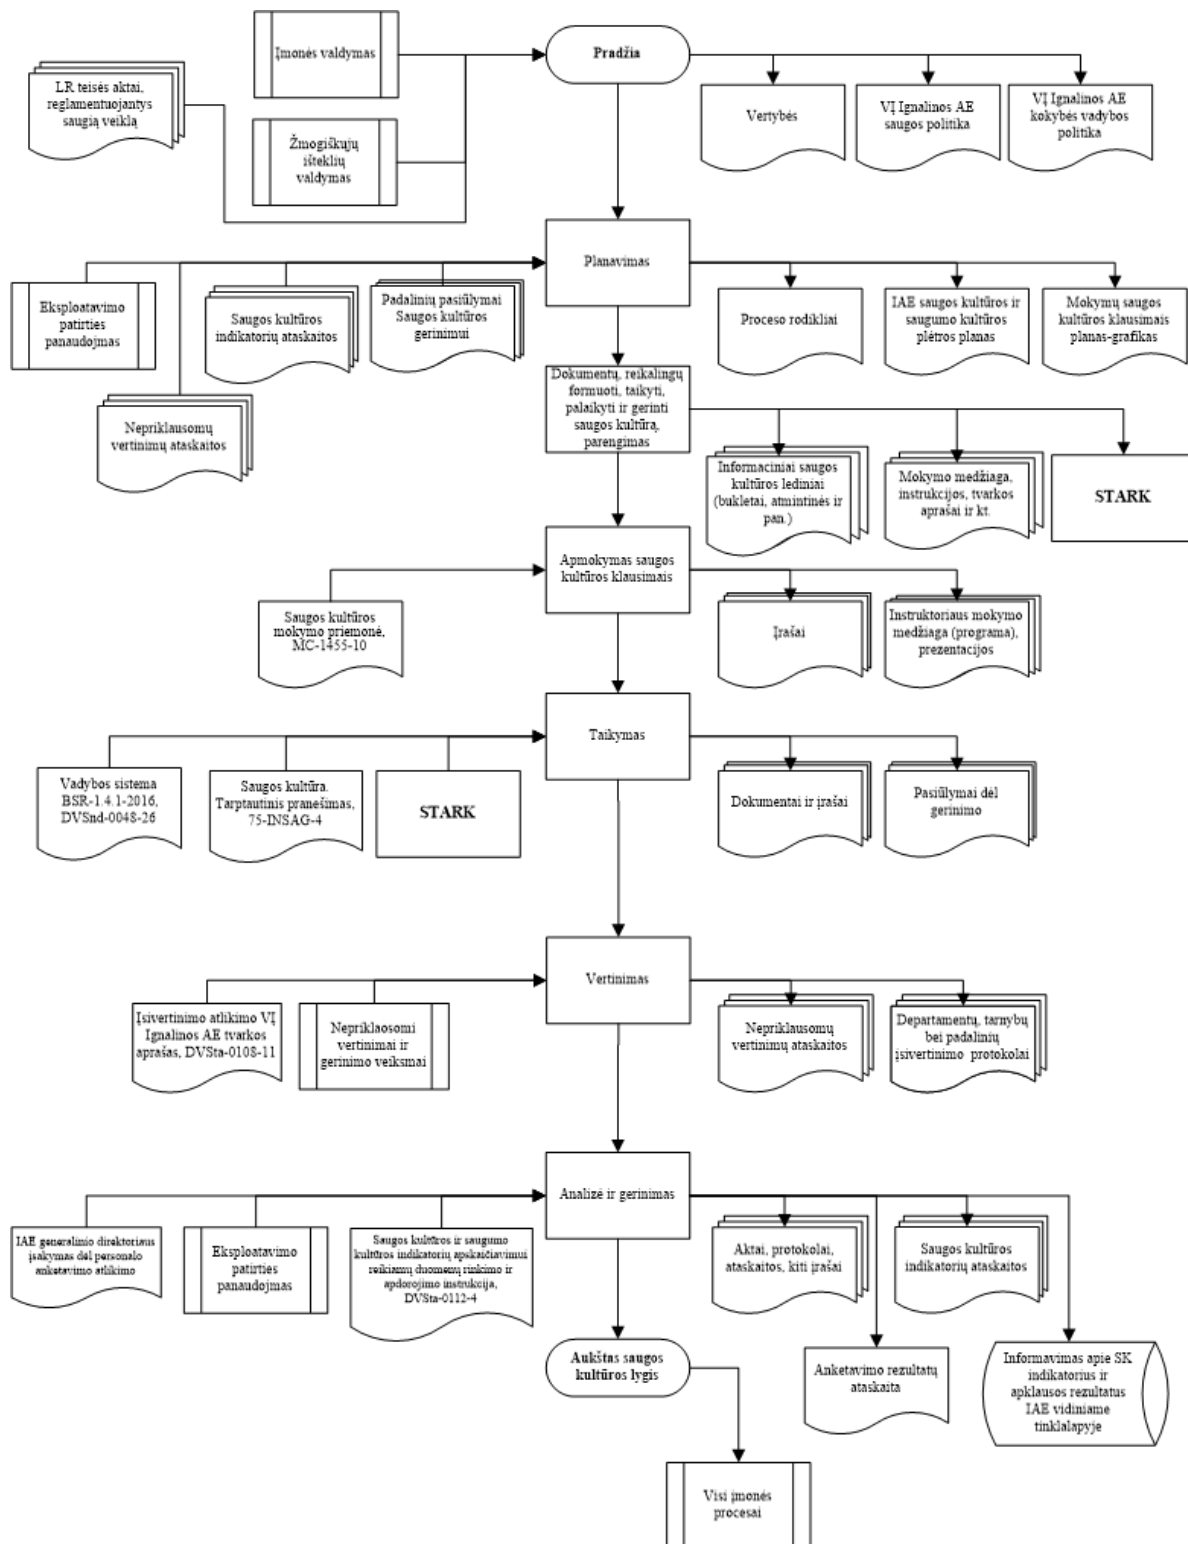 Įmonės valdymas
Pradžia
LR teisės aktai,
reglamentuojantys
saugią veiklą
Žmogiškųjų
išteklių
valdymas
Vertybės
VĮ Ignalinos AE
saugos politika
VĮ Ignalinos AE
kokybės vadybos
politika
Planavimas
Eksploatavimo
patirties
panaudojmas
Saugos kultūros
indikatorių ataskaitos
Padalinių pasiūlymai
Saugos kultūros
gerinimui
Nepriklausomų
vertinimų ataskaitos
Proceso rodikliai
IAE saugos kultūros ir
saugumo kultūros
plėtros planas
Mokymų saugos
kultūros klausimais
planas-grafikas
Dokumentų, reikalingų
formuoti, taikyti,
palaikyti ir gerinti
saugos kultūrą,
parengimas
Informaciniai saugos
kultūros lediniai
(bukletai, atmintinės ir
pan.)
Mokymo medžiaga,
instrukcijos, tvarkos
aprašai ir kt.
STARK
Apmokymas saugos
kultūros klausimais
Saugos kultūros
mokymo priemonė,
MC-1455-10
Įrašai
Instruktoriaus mokymo
medžiaga (programa),
prezentacijos
Taikymas
Vadybos sistema
BSR-1.4.1-2016,
DVSnd-0048-26
Saugos kultūra.
Tarptautinis pranešimas,
75-INSAG-4
STARK
Dokumentai ir įrašai
Pasiūlymai dėl
gerinimo
Vertinimas
Įsivertinimo atlikimo VĮ
Ignalinos AE tvarkos
aprašas, DVSta-0108-11
Nepriklaosomi
vertinimai ir
gerinimo veiksmai
Nepriklausomų
vertinimų ataskaitos
Departamentų, tarnybų
bei padalinių
įsivertinimo protokolai
Analizė ir gerinimas
IAE generalinio direktoriaus
įsakymas dėl personalo
anketavimo atlikimo
Eksploatavimo
patirties
panaudojmas
Saugos kultūros ir saugumo
kultūros indikatorių apskaičiavimui
reikiamų duomenų rinkimo ir
apdorojimo instrukcija,
DVSta-0112-4
Aktai, protokolai,
ataskaitos, kiti įrašai
Saugos kultūros
indikatorių ataskaitos
Aukštas saugos
kultūros lygis
Anketavimo rezultatų
ataskaita
Informavimas apie SK
indikatorius ir
apklausos rezultatus
IAE vidiniame
tinklalapyje
Visi įmonės
procesai